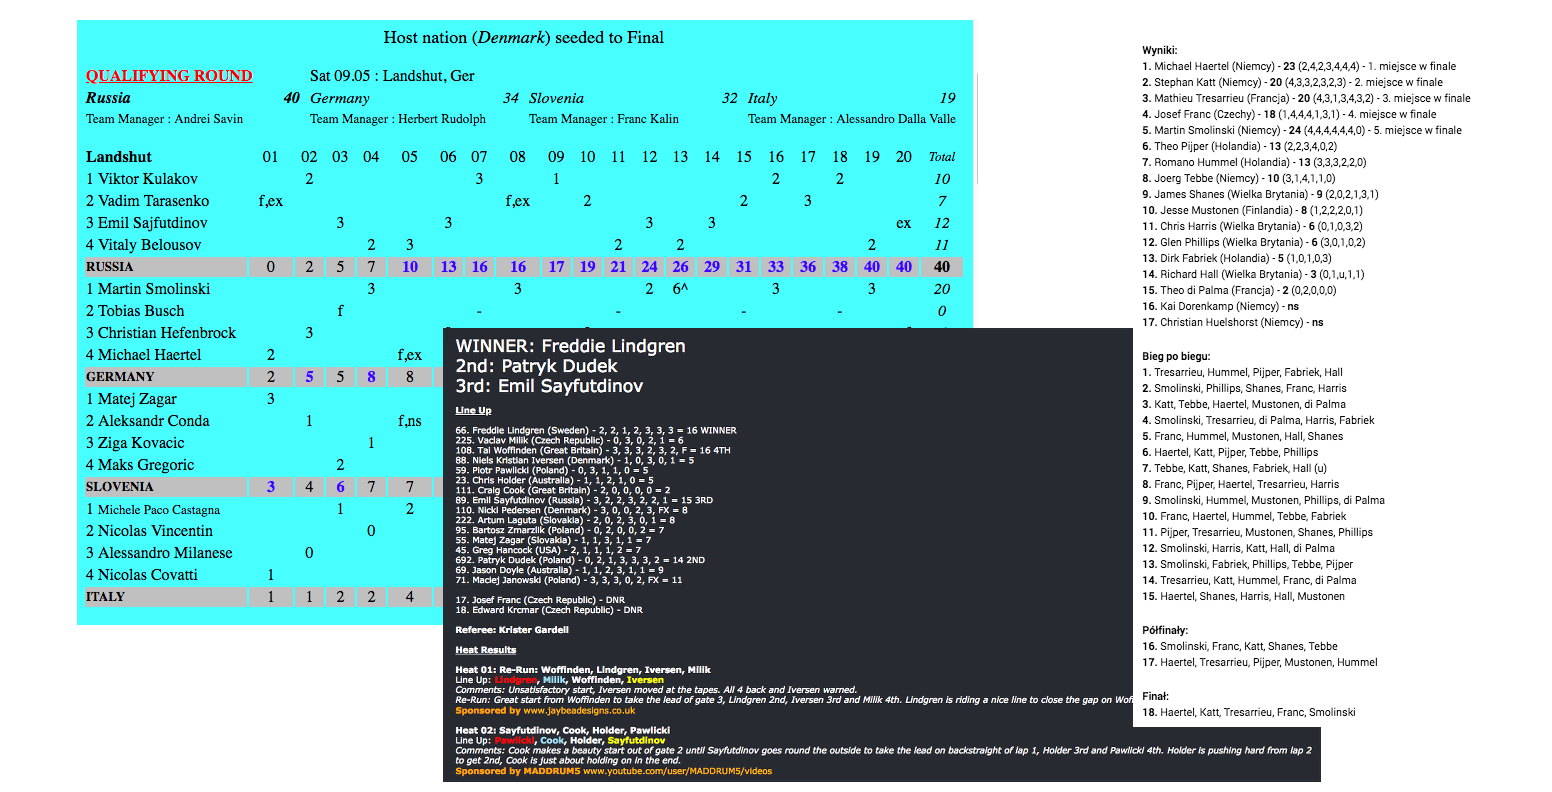 Host nation (Denmark) seeded to Final
QUALIFYING ROUND Sat 09.05 : Landshut, Ger
Russia 40 Germany 34 Slovenia 32 Italy 19
Team Manager : Andrei Savin Team Manager : Herbert Rudolph Team Manager : Franc Kalin Team Manager : Alessandro Dalla Valle
Landshut 01 02 03 04 05 06 07 08 09 10 11 12 13 14 15 16 17 18 19 20 Total
1 Viktor Kulakov 2 3 1 2 2 10
2 Vadim Tarasenko f,ex f,ex 2 2 3 7
3 Emil Sajfutdinov 3 3 3 3 ex 12
4 Vitaly Belousov 2 3 2 2 2 11
RUSSIA 0 2 5 7 10 13 16 16 17 19 21 24 26 29 31 33 36 38 40 40 40
1 Martin Smolinski 3 3 2 6^ 3 3 20
2 Tobias Busch f - - - - 0
3 Christian Hefenbrock 3
4 Michael Haertel 2 f,ex
GERMANY 2 5 5 8 8
1 Matej Zagar 3
2 Aleksandr Conda 1 f,ns
3 Ziga Kovacic 1
4 Maks Gregoric 2
SLOVENIA 3 4 6 7 7
1 Michele Paco Castagna 1 2
2 Nicolas Vincentin 0
3 Alessandro Milanese 0
4 Nicolas Covatti 1
ITALY 1 1 2 2 4
WINNER: Freddie Lindgren
2nd: Patryk Dudek
3rd: Emil Sayfutdinov
Line Up
66. Freddie Lindgren (Sweden) - 2, 2, 1, 2, 3, 3, 3 = 16 WINNER
225. Vaclav Milik (Czech Republic) - 0, 3, 0, 2, 1 = 6
108. Tai Woffinden (Great Britain) - 3, 3, 3, 2, 3, 2, F = 16 4TH
88. Niels Kristian Iversen (Denmark) - 1, 0, 3, 0, 1 = 5
59. Piotr Pawlicki (Poland) - 0, 3, 1, 1, 0 = 5
23. Chris Holder (Australia) - 1, 1, 2, 1, 0 = 5
111. Craig Cook (Great Britain) - 2, 0, 0, 0, 0 = 2
89. Emil Sayfutdinov (Russia) - 3, 2, 2, 3, 2, 2, 1 = 15 3RD
110. Nicki Pedersen (Denmark) - 3, 0, 0, 2, 3, FX = 8
222. Artum Laguta (Slovakia) - 2, 0, 2, 3, 0, 1 = 8
95. Bartosz Zmarzlik (Poland) - 0, 2, 0, 0, 2 = 7
55. Matej Zagar (Slovakia) - 1, 1, 3, 1, 1 = 7
45. Greg Hancock (USA) - 2, 1, 1, 1, 2 = 7
692. Patryk Dudek (Poland) - 0, 2, 1, 3, 3, 3, 2 = 14 2ND
69. Jason Doyle (Australia) - 1, 1, 2, 3, 1, 1 = 9
71. Maciej Janowski (Poland) - 3, 3, 3, 0, 2, FX = 11
17. Josef Franc (Czech Republic) - DNR
18. Edward Krcmar (Czech Republic) - DNR
Referee: Krister Gardell
Heat Results
Heat 01: Re-Run: Woffinden, Lindgren, Iversen, Milik
Line Up: Lindgren, Milik, Woffinden, Iversen
Comments: Unsatisfactory start, Iversen moved at the tapes. All 4 back and Iversen warned.
Re-Run: Great start from Woffinden to take the lead of gate 3, Lindgren 2nd, Iversen 3rd and Milik 4th. Lindgren is riding a nice line to close the gap on Wof
Sponsored by www.jaybeadesigns.co.uk
Heat 02: Sayfutdinov, Cook, Holder, Pawlicki
Line Up: Pawlicki, Cook, Holder, Sayfutdinov
Comments: Cook makes a beauty start out of gate 2 until Sayfutdinov goes round the outside to take the lead on backstraight of lap 1, Holder 3rd and Pawlicki 4th. Holder is pushing hard from lap 2
to get 2nd, Cook is just about holding on in the end.
Sponsored by MADDRUM5 www.youtube.com/user/MADDRUM5/videos
Wyniki:
1. Michael Haertel (Niemcy) - 23 (2,4,2,3,4,4,4) - 1. miejsce w finale
2. Stephan Katt (Niemcy) - 20 (4,3,3,2,3,2,3) - 2. miejsce w finale
3. Mathieu Tresarrieu (Francja) - 20 (4,3,1,3,4,3,2) - 3. miejsce w finale
4. Josef Franc (Czechy) - 18 (1,4,4,4,1,3,1) - 4. miejsce w finale
5. Martin Smolinski (Niemcy) - 24 (4,4,4,4,4,4,0) - 5. miejsce w finale
6. Theo Pijper (Holandia) - 13 (2,2,3,4,0,2)
7. Romano Hummel (Holandia) - 13 (3,3,3,2,2,0)
8. Joerg Tebbe (Niemcy) - 10 (3,1,4,1,1,0)
9. James Shanes (Wielka Brytania) - 9 (2,0,2,1,3,1)
10. Jesse Mustonen (Finlandia) - 8 (1,2,2,2,0,1)
11. Chris Harris (Wielka Brytania) - 6 (0,1,0,3,2)
12. Glen Phillips (Wielka Brytania) - 6 (3,0,1,0,2)
13. Dirk Fabriek (Holandia) - 5 (1,0,1,0,3)
14. Richard Hall (Wielka Brytania) - 3 (0,1,u,1,1)
15. Theo di Palma (Francja) - 2 (0,2,0,0,0)
16. Kai Dorenkamp (Niemcy) - ns
17. Christian Huelshorst (Niemcy) - ns
Bieg po biegu:
1. Tresarrieu, Hummel, Pijper, Fabriek, Hall
2. Smolinski, Phillips, Shanes, Franc, Harris
3. Katt, Tebbe, Haertel, Mustonen, di Palma
4. Smolinski, Tresarrieu, di Palma, Harris, Fabriek
5. Franc, Hummel, Mustonen, Hall, Shanes
6. Haertel, Katt, Pijper, Tebbe, Phillips
7. Tebbe, Katt, Shanes, Fabriek, Hall (u)
8. Franc, Pijper, Haertel, Tresarrieu, Harris
9. Smolinski, Hummel, Mustonen, Phillips, di Palma
10. Franc, Haertel, Hummel, Tebbe, Fabriek
11. Pijper, Tresarrieu, Mustonen, Shanes, Phillips
12. Smolinski, Harris, Katt, Hall, di Palma
13. Smolinski, Fabriek, Phillips, Tebbe, Pijper
14. Tresarrieu, Katt, Hummel, Franc, di Palma
15. Haertel, Shanes, Harris, Hall, Mustonen
Półfinały:
16. Smolinski, Franc, Katt, Shanes, Tebbe
17. Haertel, Tresarrieu, Pijper, Mustonen, Hummel
Finał:
18. Haertel, Katt, Tresarrieu, Franc, Smolinski